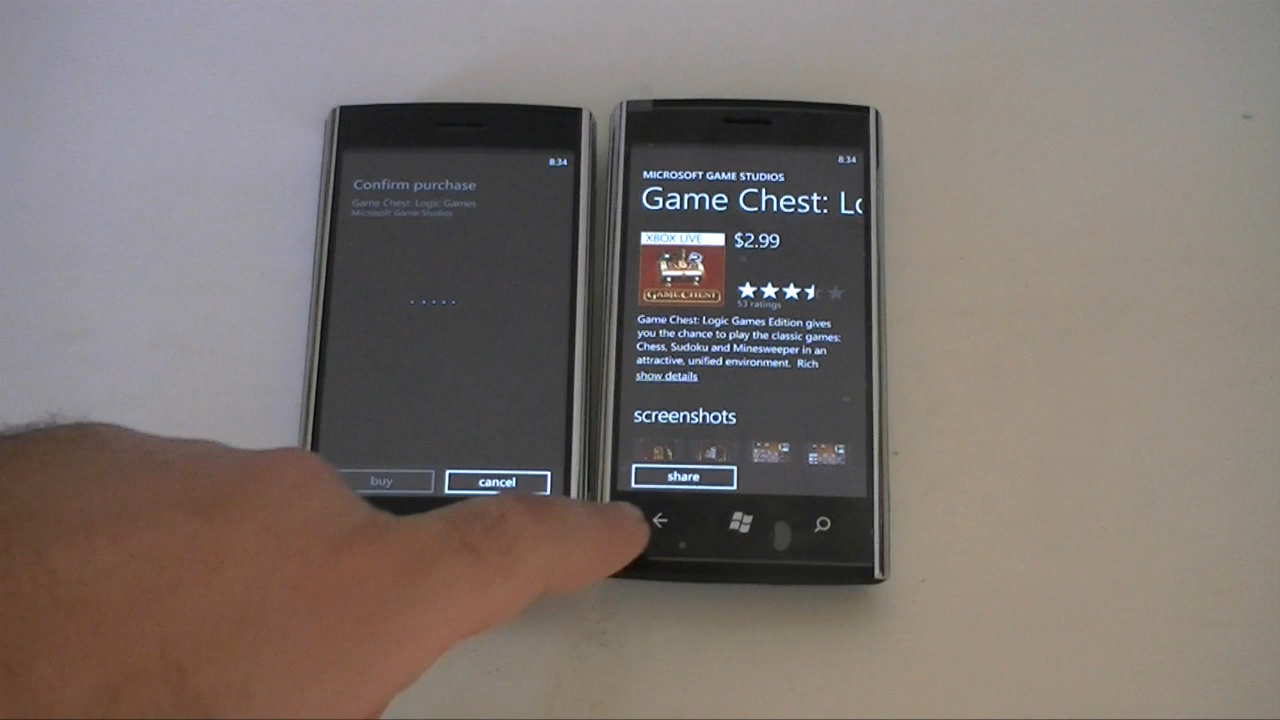 8:34
Confirm purchase
Game Chest: Logic Games
Microsoft Game Studios
buy
cancel
8:34
MICROSOFT GAME STUDIOS
Game Chest: Lo
XBOX LIVE
GAMECHEST
$2.99
53 ratings
Game Chest: Logic Games Edition gives
you the chance to play the classic games:
Chess, Sudoku and Minesweeper in an
attractive, unified environment. Rich
show details
screenshots
share